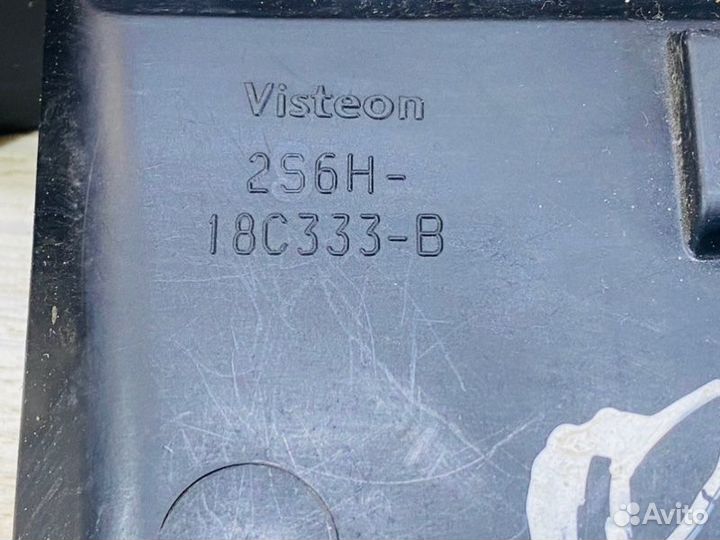 Visteon
2S6H-
18C333-B
Avito